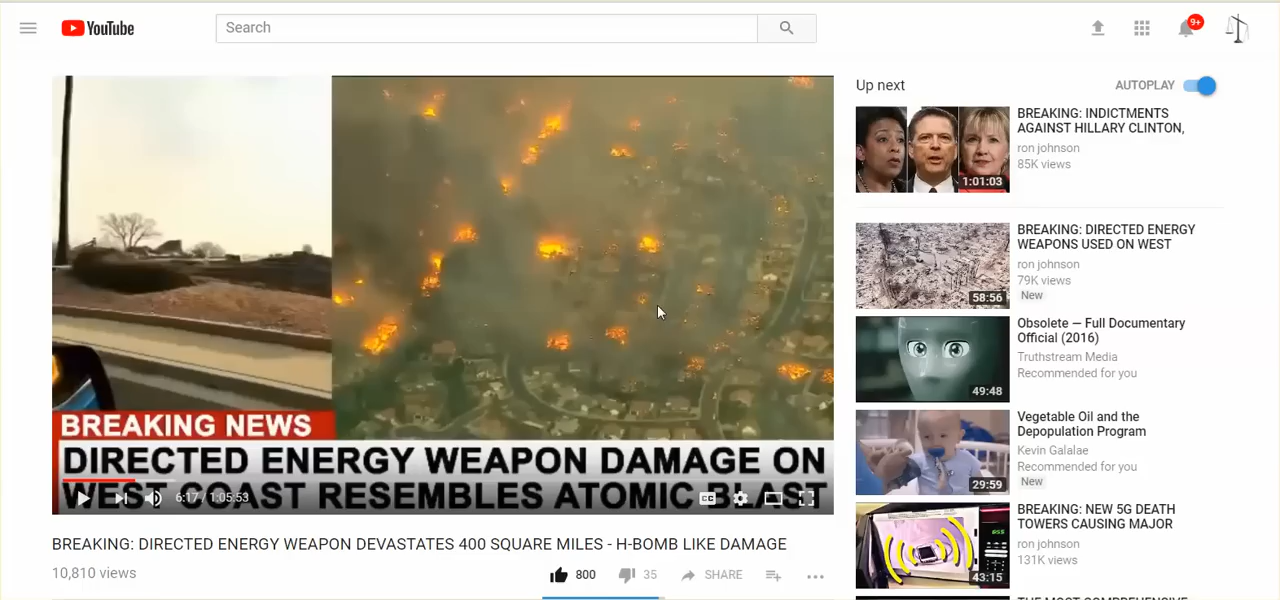 YouTube
Search
9+
BREAKING NEWS
DIRECTED ENERGY WEAPON DAMAGE ON
WEST COAST RESEMBLES ATOMIC BLAST
6:17 / 1:05:53
CC
BREAKING: DIRECTED ENERGY WEAPON DEVASTATES 400 SQUARE MILES - H-BOMB LIKE DAMAGE
10,810 views
800
35
SHARE
Up next
AUTOPLAY
BREAKING: INDICTMENTS
AGAINST HILLARY CLINTON,
ron johnson
85K views
1:01:03
BREAKING: DIRECTED ENERGY
WEAPONS USED ON WEST
ron johnson
79K views
New
58:56
Obsolete — Full Documentary
Official (2016)
Truthstream Media
Recommended for you
49:48
Vegetable Oil and the
Depopulation Program
Kevin Galalae
Recommended for you
New
29:59
BREAKING: NEW 5G DEATH
TOWERS CAUSING MAJOR
ron johnson
131K views
43:15